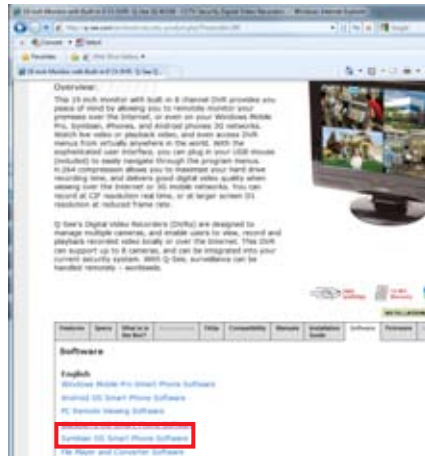 Overview:
This 19 inch monitor with built in 8 channel DVR provides you
peace of mind by allowing you to remotely monitor your
premises over the Internet, or even on your Windows Mobile
Pro, Symbian, iPhones, and Android phones 3G networks.
Watch live video or playback video, and even access DVR
menus from virtually anywhere in the world. With the
sophisticated user interface, you can plug in your USB mouse
(included) to easily navigate through the program menus.
H.264 compression allows you to maximize your hard drive
recording time, and delivers good digital video quality when
viewing over the internet or 3G mobile networks. You can
record at CIF resolution real time, or at larger screen D1
resolution at reduced frame rate.
Q-See's Digital Video Recorders (DVRs) are designed to
manage multiple cameras, and enable users to view, record and
playback recorded video locally or over the Internet. This DVR
can support up to 8 cameras, and can be integrated into your
current security system. With Q-See, surveillance can be
handled remotely - worldwide.
Features Specs What is in the Box? FAQs Compatibility Manuals Installation Guide Software Firmware
Software
English
Windows Mobile Pro Smart Phone Software
Android OS Smart Phone Software
PC Remote Viewing Software
Symbian OS Smart Phone Software
File Player and Converter Software